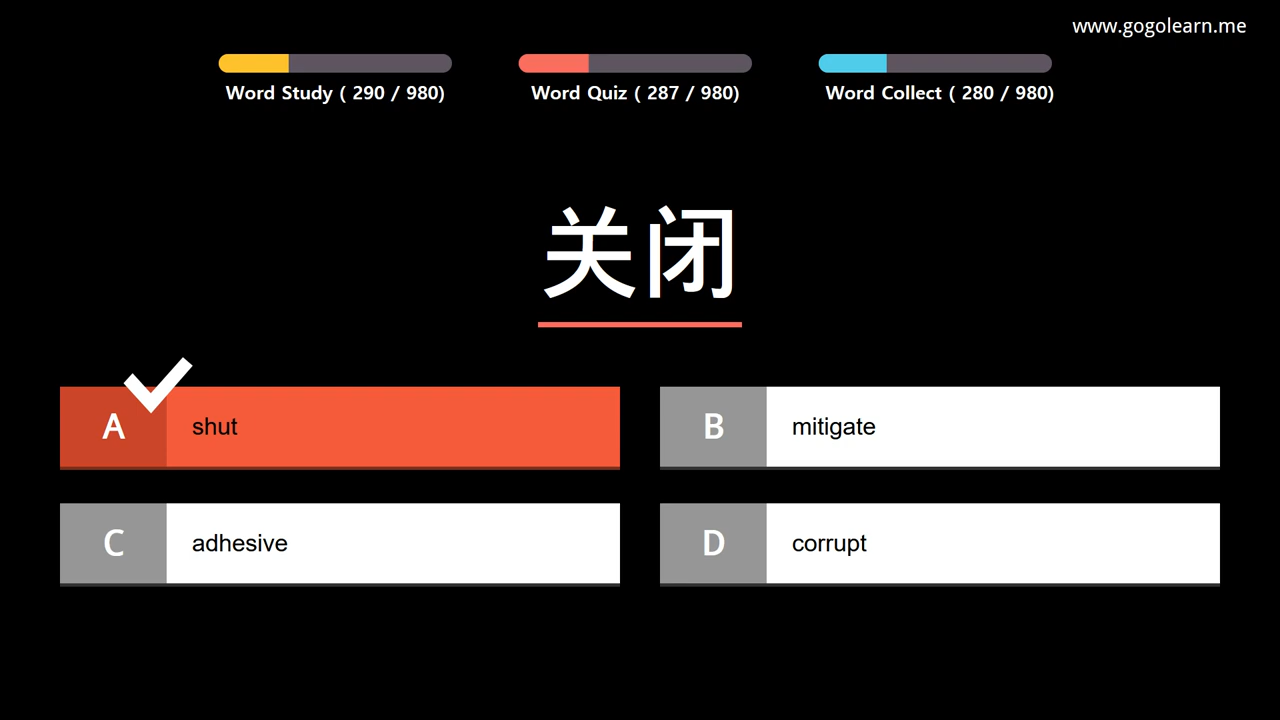 www.gogolearn.me
Word Study ( 290 / 980)
Word Quiz ( 287 / 980)
Word Collect ( 280 / 980)
关闭
A shut
B mitigate
C adhesive
D corrupt